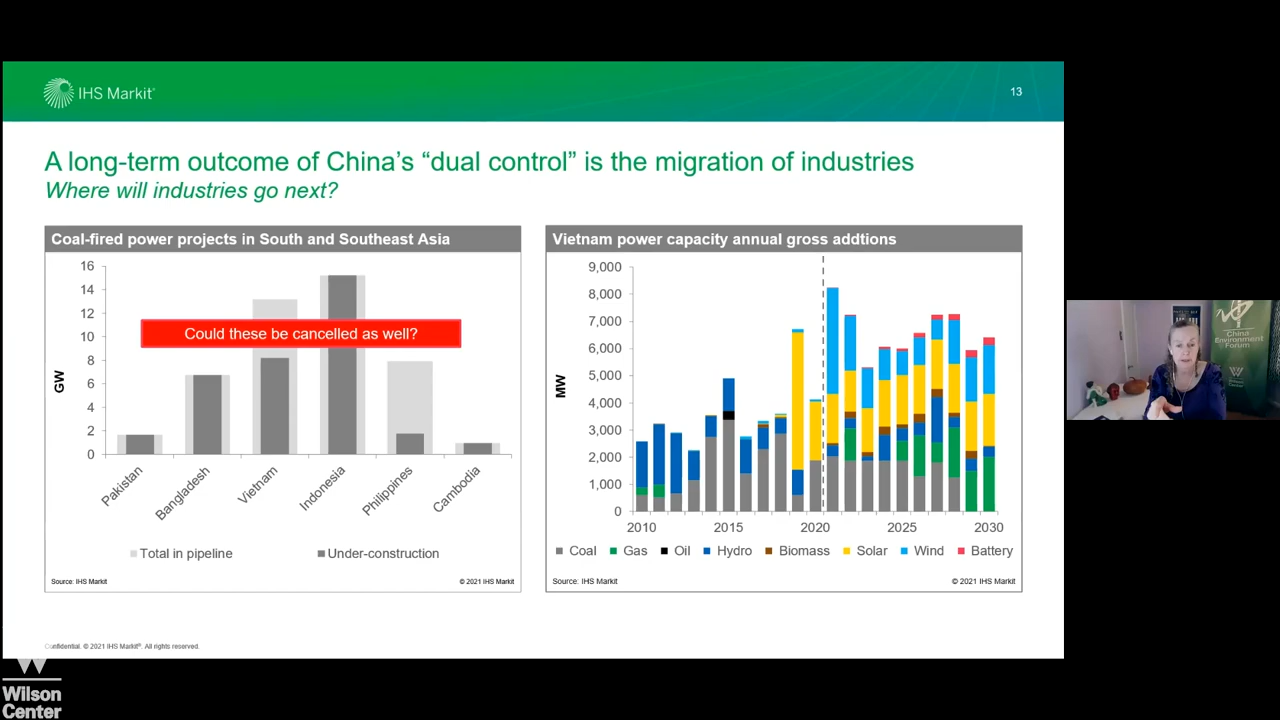 IHS Markit®
13
A long-term outcome of China's “dual control” is the migration of industries
Where will industries go next?
Coal-fired power projects in South and Southeast Asia
16
14
12
10
8
6
4
2
0
GW
Could these be cancelled as well?
Pakistan
Bangladesh
Vietnam
Indonesia
Philippines
Cambodia
Total in pipeline
Under-construction
Source: IHS Markit
© 2021 IHS Markit
Vietnam power capacity annual gross addtions
9,000
8,000
7,000
6,000
5,000
4,000
3,000
2,000
1,000
0
MW
2010
2015
2020
2025
2030
Coal
Gas
Oil
Hydro
Biomass
Solar
Wind
Battery
Source: IHS Markit
© 2021 IHS Markit
Confidential. © 2021 IHS Markit®. All rights reserved.
Wilson
Center
China
Environment
Forum